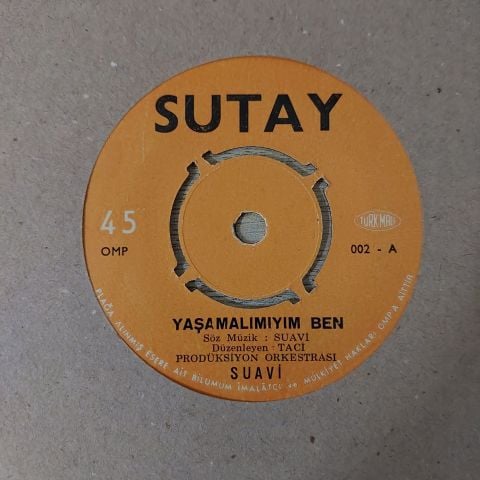 SUTAY
45
OMP
TÜRK MALI
002 - A
YAŞAMALIMIYIM BEN
Söz Müzik : SUAVİ
Düzenleyen - TACI
PRODÜKSİYON ORKESTRASI
SUAVİ
PLAĞA ALINMIŞ ESERE AİT BİLUMUM İMALÂTÇI ve MÜLKİYET HAKLARI OMP A AİTTİR